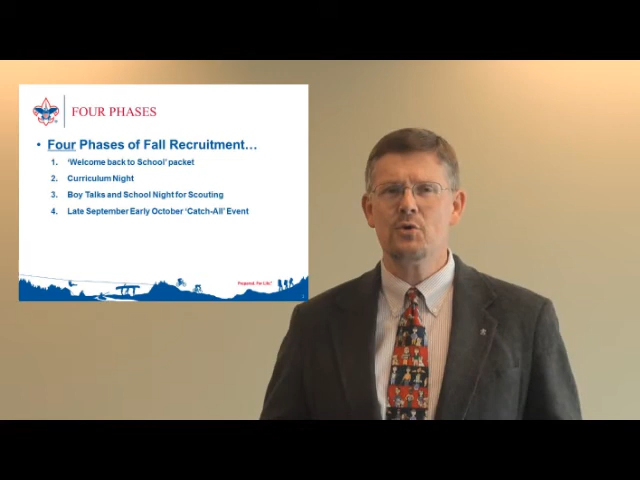 FOUR PHASES
• Four Phases of Fall Recruitment…
1. ‘Welcome back to School’ packet
2. Curriculum Night
3. Boy Talks and School Night for Scouting
4. Late September Early October ‘Catch-All’ Event
Prepared. For Life.®